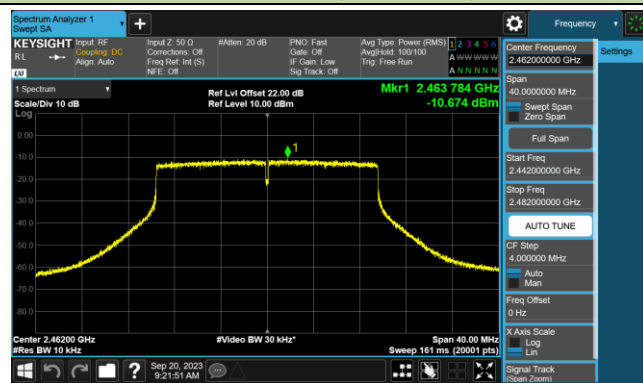 Spectrum Analyzer 1
Swept SA
+
Frequency
KEYSIGHT
RL
LXI
Input: RF
Coupling: DC
Align: Auto
Input Z: 50 Ω
Corrections: Off
Freq Ref: Int (S)
NFE: Off
#Atten: 20 dB
PNO: Fast
Gate: Off
IF Gain: Low
Sig Track: Off
Avg Type: Power (RMS)
Avg|Hold: 100/100
Trig: Free Run
1 2 3 4 5 6
A W W W W W
A N N N N N
1 Spectrum
Scale/Div 10 dB
Log
Ref Lvl Offset 22.00 dB
Ref Level 10.00 dBm
Mkr1 2.463 784 GHz
-10.674 dBm
0.00
-10.0
-20.0
-30.0
-40.0
-50.0
-60.0
-70.0
-80.0
1
Center 2.46200 GHz
#Res BW 10 kHz
#Video BW 30 kHz*
Span 40.00 MHz
Sweep 161 ms (20001 pts)
?
Sep 20, 2023
9:21:51 AM
Center Frequency
2.462000000 GHz
Settings
Span
40.0000000 MHz
Swept Span
Zero Span
Full Span
Start Freq
2.442000000 GHz
Stop Freq
2.482000000 GHz
AUTO TUNE
CF Step
4.000000 MHz
Auto
Man
Freq Offset
0 Hz
X Axis Scale
Log
Lin
Signal Track
(Span Zoom)